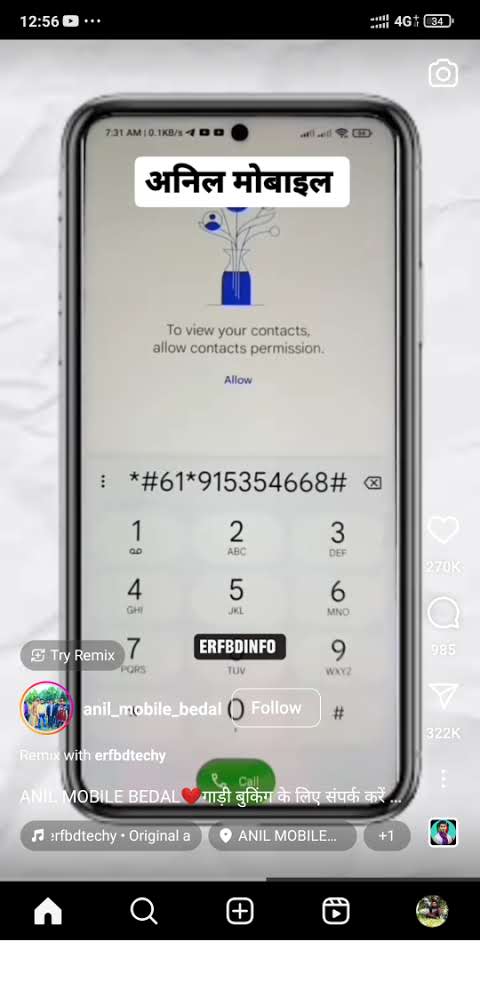 12:56
4G
34
7:31 AM | 0.1KB/s
अनिल मोबाइल
To view your contacts,
allow contacts permission.
Allow
*#61*915354668#
1
2 ABC
3 DEF
4 GHI
5 JKL
6 MNO
270K
985
Try Remix
7 PQRS
ERFBDINFO
TUV
9 WXYZ
anil_mobile_bedal
0
Follow
#
322K
Remix with erfbdtechy
Call
ANIL MOBILE BEDAL❤️गाड़ी बुकिंग के लिए संपर्क करें ...
erfbdtechy • Original a
ANIL MOBILE...
+1